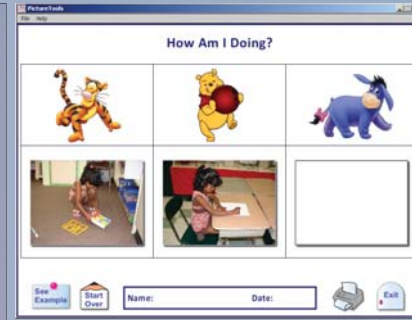 PictureTools
File Help
How Am I Doing?
See
Example
Start
Over
Name: Date:
Exit